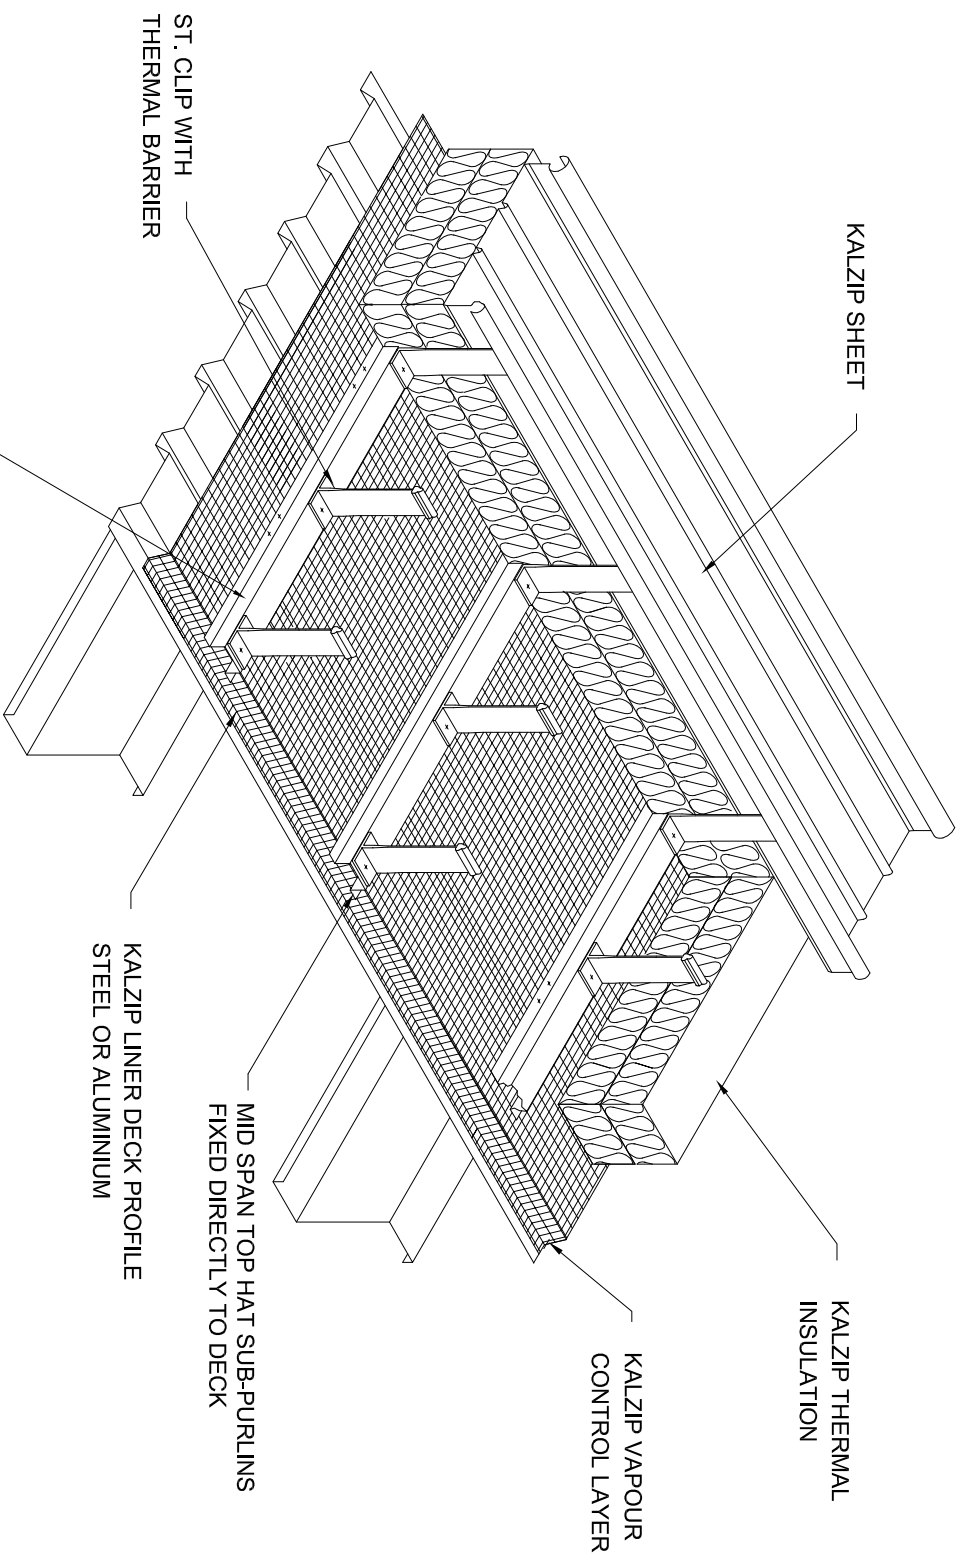 KALZIP SHEET
ST. CLIP WITH
THERMAL BARRIER
KALZIP THERMAL
INSULATION
KALZIP VAPOUR
CONTROL LAYER
MID SPAN TOP HAT SUB-PURLINS
FIXED DIRECTLY TO DECK
KALZIP LINER DECK PROFILE
STEEL OR ALUMINIUM